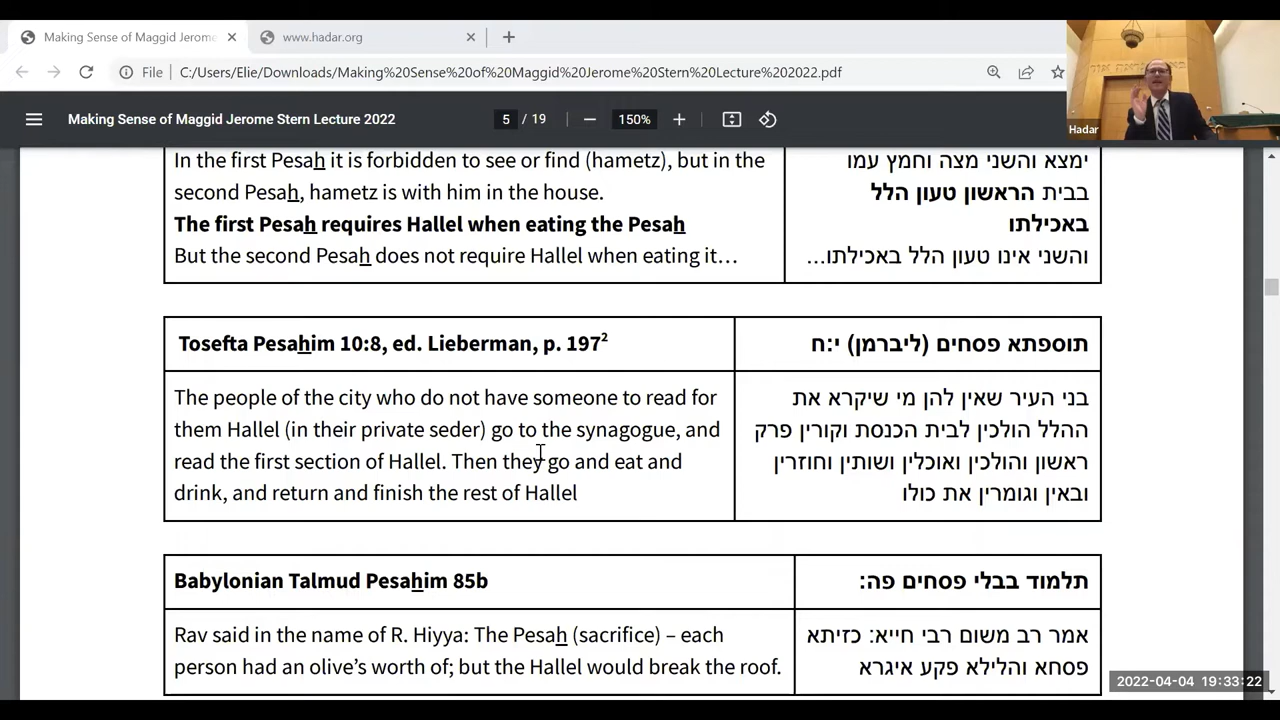 Making Sense of Maggid Jerome
www.hadar.org
File
C:/Users/Elie/Downloads/Making%20Sense%20of%20Maggid%20Jerome%20Stern%20Lecture%202022.pdf
Making Sense of Maggid Jerome Stern Lecture 2022
5 / 19
150%
Hadar
In the first Pesaḥ it is forbidden to see or find (hametz), but in the
second Pesaḥ, hametz is with him in the house.
The first Pesaḥ requires Hallel when eating the Pesaḥ
But the second Pesaḥ does not require Hallel when eating it…
ימצא והשני מצה וחמץ עמו
בבית הראשון טעון הלל
באכילתו
והשני אינו טעון הלל באכילתו...
Tosefta Pesaḥim 10:8, ed. Lieberman, p. 197²
תוספתא פסחים (ליברמן) י:ח
The people of the city who do not have someone to read for
them Hallel (in their private seder) go to the synagogue, and
read the first section of Hallel. Then they go and eat and
drink, and return and finish the rest of Hallel
בני העיר שאין להן מי שיקרא את
ההלל הולכין לבית הכנסת וקורין פרק
ראשון והולכין ואוכלין ושותין וחוזרין
ובאין וגומרין את כולו
Babylonian Talmud Pesaḥim 85b
תלמוד בבלי פסחים פה:
Rav said in the name of R. Hiyya: The Pesaḥ (sacrifice) – each
person had an olive's worth of; but the Hallel would break the roof.
אמר רב משום רבי חייא: כזיתא
פסחא והלילא פקע איגרא
2022-04-04 19:33:22